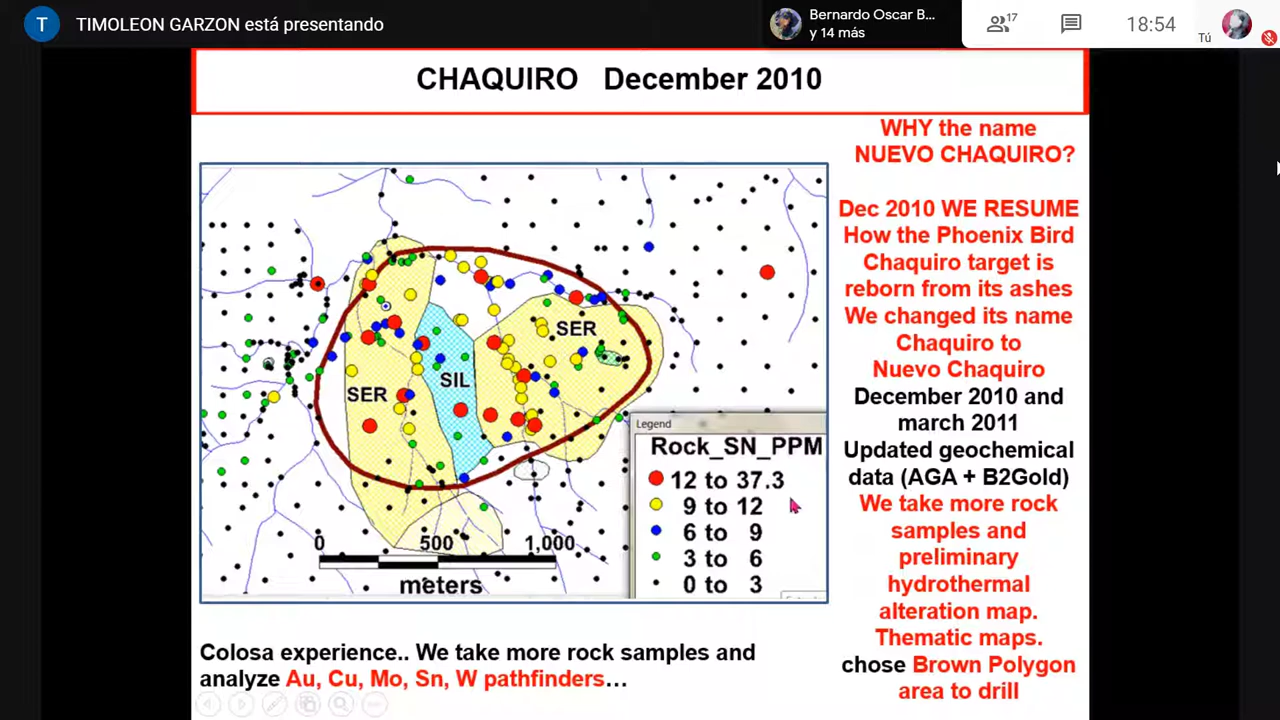 T
TIMOLEON GARZON está presentando
Bernardo Oscar B...
y 14 más
17
18:54
Tú
CHAQUIRO December 2010
WHY the name
NUEVO CHAQUIRO?
Dec 2010 WE RESUME
How the Phoenix Bird
Chaquiro target is
reborn from its ashes
We changed its name
Chaquiro to
Nuevo Chaquiro
December 2010 and
march 2011
Updated geochemical
data (AGA + B2Gold)
We take more rock
samples and
preliminary
hydrothermal
alteration map.
Thematic maps.
chose Brown Polygon
area to drill
SER
SIL
SER
Legend
Rock_SN_PPM
12 to 37.3
9 to 12
6 to 9
3 to 6
0 to 3
0 500 1,000
meters
Colosa experience.. We take more rock samples and
analyze Au, Cu, Mo, Sn, W pathfinders...